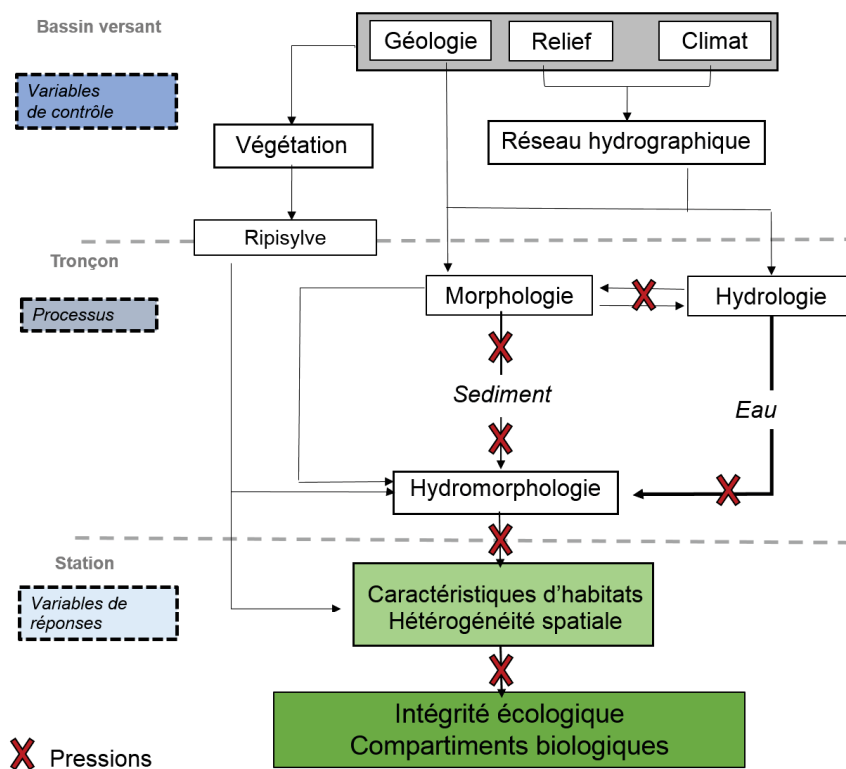 Bassin versant
Géologie
Relief
Climat
Variables
de contrôle
Végétation
Réseau hydrographique
Ripisylve
Tronçon
Processus
Morphologie
Hydrologie
Sediment
Eau
Hydromorphologie
Station
Variables de
réponses
Caractéristiques d'habitats
Hétérogénéité spatiale
Intégrité écologique
Compartiments biologiques
Pressions